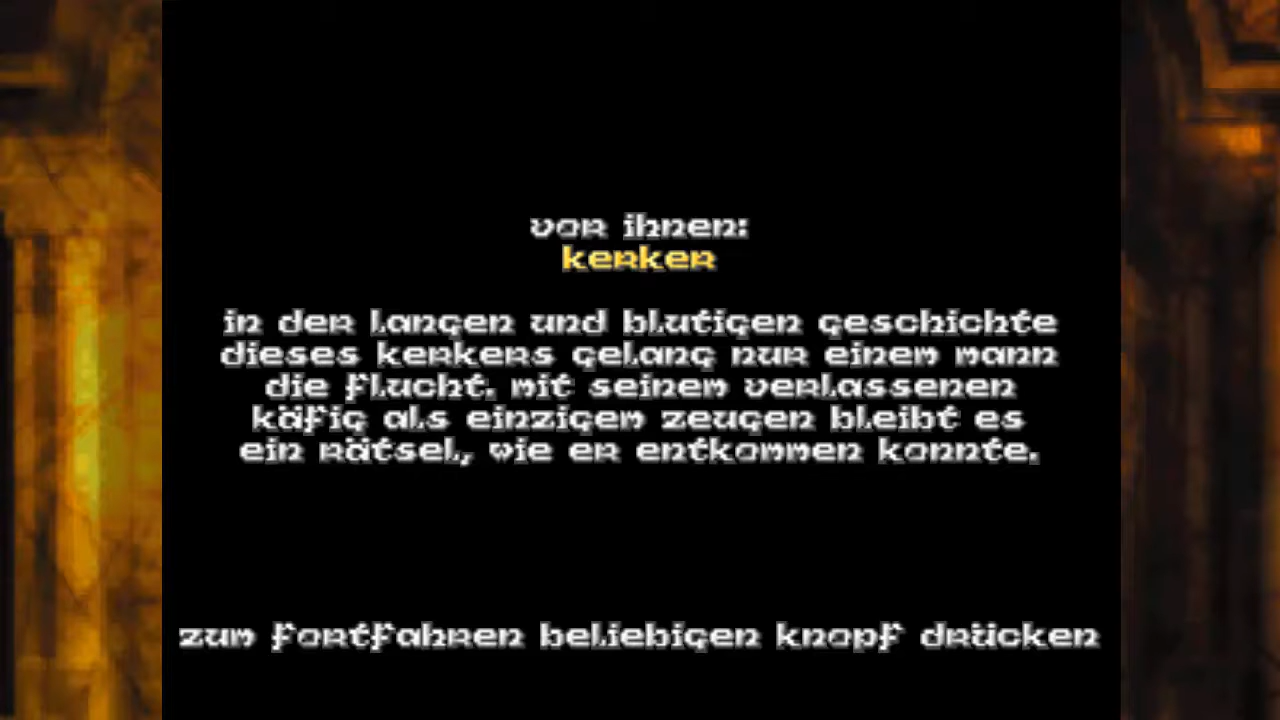 vor ihnen:
kerker
in der langen und blutigen geschichte
dieses kerkers gelang nur einem mann
die flucht. mit seinem verlassenen
käfig als einzigem zeugen bleibt es
ein rätsel, wie er entkommen konnte.
zum fortfahren beliebigen knopf drücken